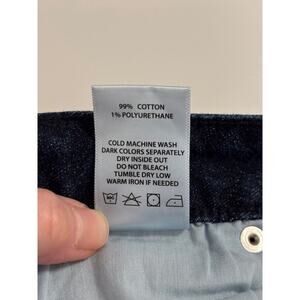 99% COTTON
1% POLYURETHANE
COLD MACHINE WASH
DARK COLORS SEPARATELY
DRY INSIDE OUT
DO NOT BLEACH
TUMBLE DRY LOW
WARM IRON IF NEEDED